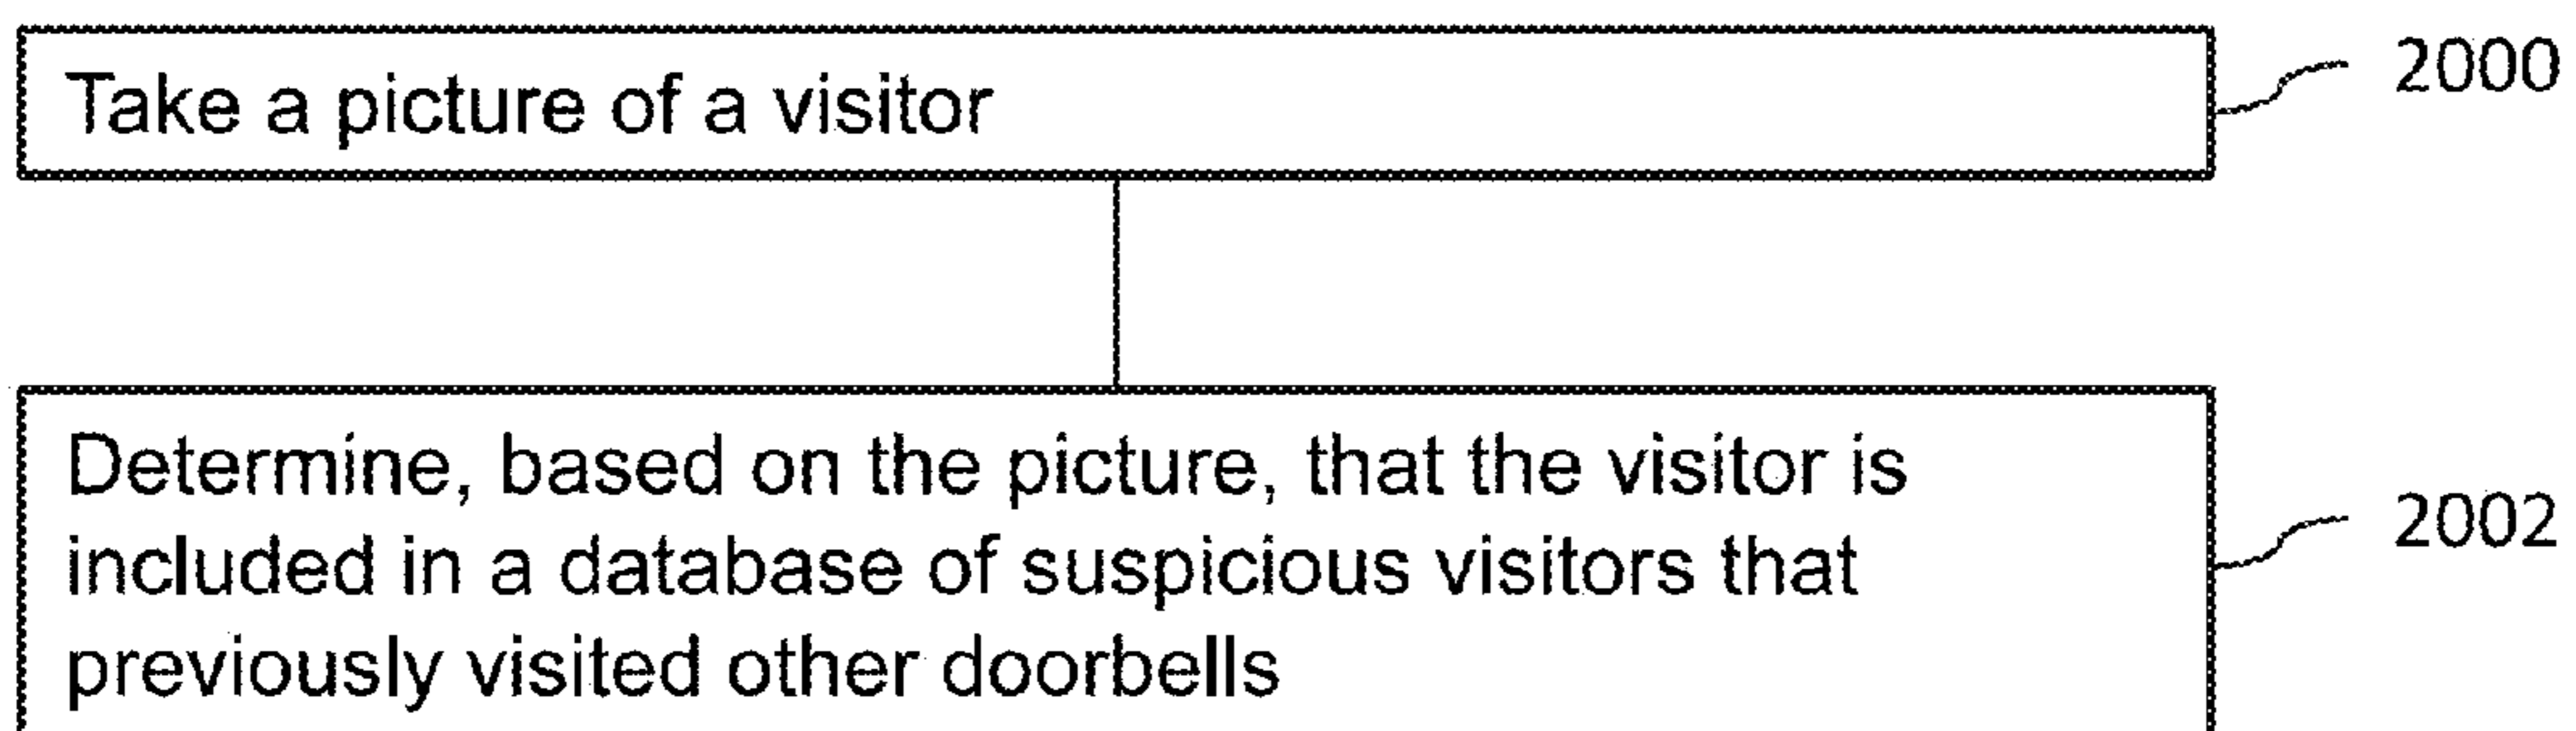 Take a picture of a visitor
2000
Determine, based on the picture, that the visitor is
included in a database of suspicious visitors that
previously visited other doorbells
2002